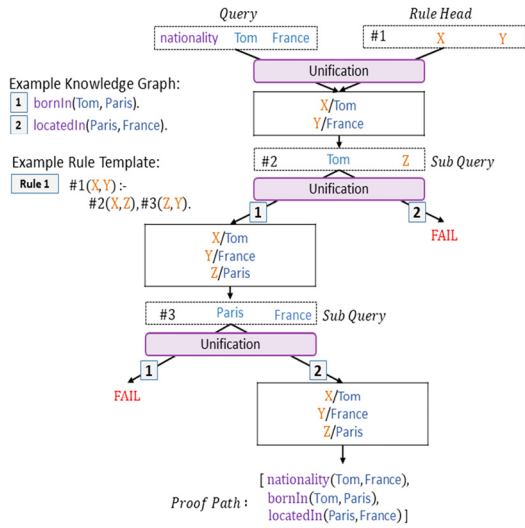 Query
Rule Head
nationality Tom France
#1 X Y
Unification
Example Knowledge Graph:
1 bornIn(Tom, Paris).
2 locatedIn(Paris, France).
X/Tom
Y/France
Example Rule Template:
Rule 1 #1(X,Y) :-
#2(X,Z), #3(Z,Y).
#2 Tom Z Sub Query
Unification
1 2
FAIL
X/Tom
Y/France
Z/Paris
#3 Paris France Sub Query
Unification
1 2
FAIL
X/Tom
Y/France
Z/Paris
Proof Path :
[ nationality(Tom, France),
bornIn(Tom, Paris),
locatedIn(Paris, France) ]